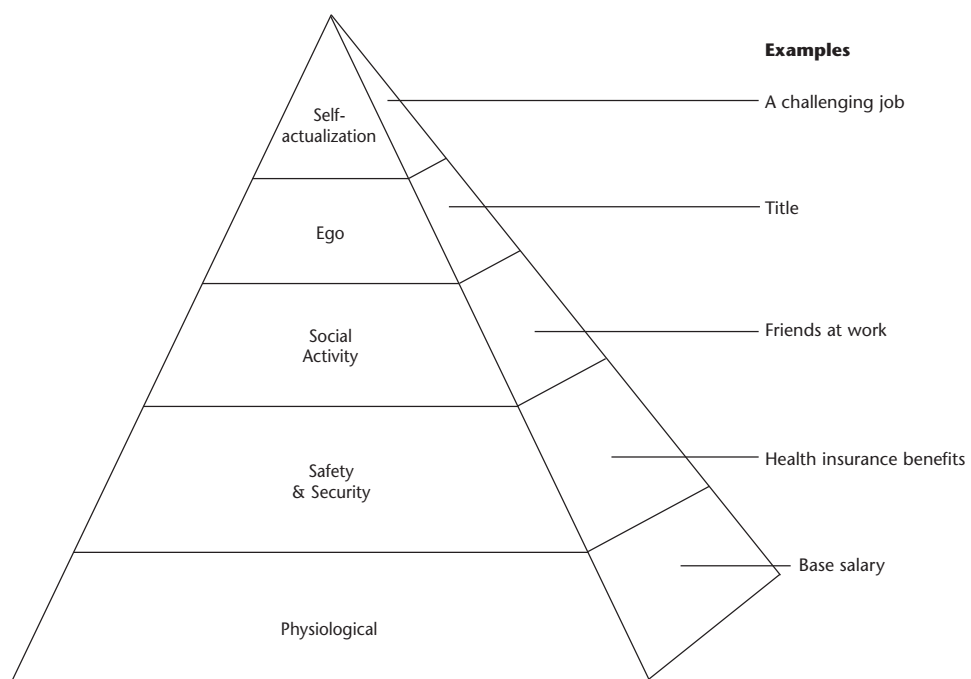 Examples
A challenging job
Self-
actualization
Title
Ego
Friends at work
Social
Activity
Health insurance benefits
Safety
& Security
Base salary
Physiological